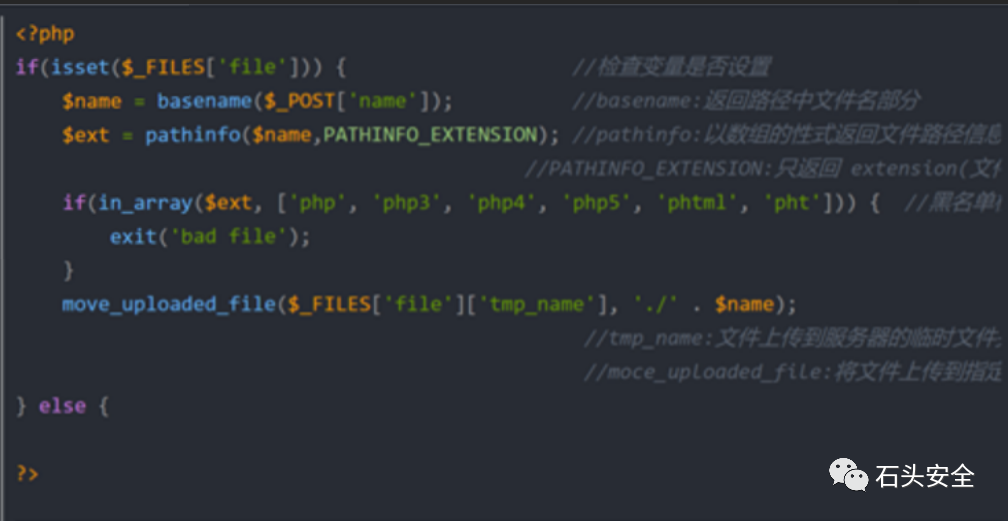 <?php
if(isset($_FILES['file'])) { //检查变量是否设置
$name = basename($_POST['name']); //basename:返回路径中文件名部分
$ext = pathinfo($name,PATHINFO_EXTENSION); //pathinfo:以数组的性式返回文件路径信息
//PATHINFO_EXTENSION:只返回 extension(文件
if(in_array($ext, ['php', 'php3', 'php4', 'php5', 'phtml', 'pht'])) { //黑名单
exit('bad file');
}
move_uploaded_file($_FILES['file']['tmp_name'], './' . $name);
//tmp_name:文件上传到服务器的临时文件
//moce_uploaded_file:将文件上传到指定
} else {
?>
石头安全